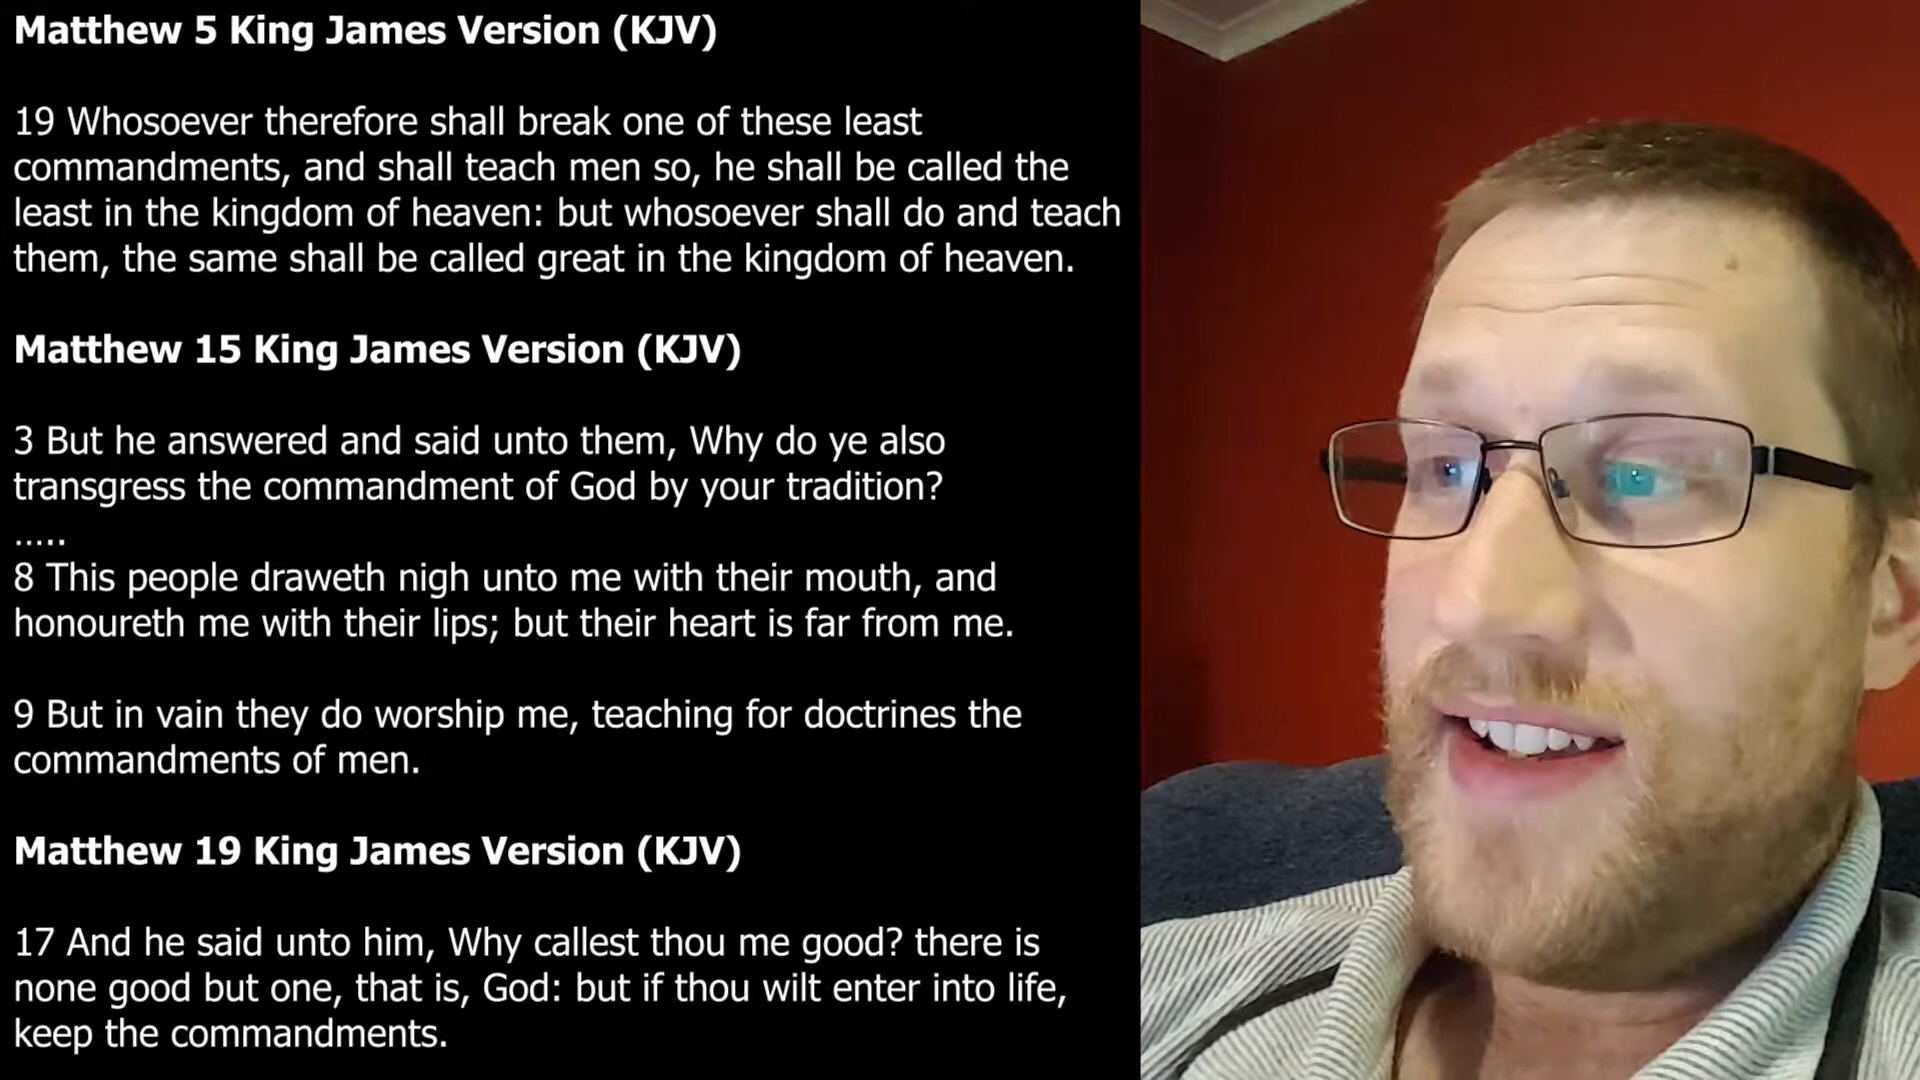 Matthew 5 King James Version (KJV)
19 Whosoever therefore shall break one of these least
commandments, and shall teach men so, he shall be called the
least in the kingdom of heaven: but whosoever shall do and teach
them, the same shall be called great in the kingdom of heaven.
Matthew 15 King James Version (KJV)
3 But he answered and said unto them, Why do ye also
transgress the commandment of God by your tradition?
.....
8 This people draweth nigh unto me with their mouth, and
honoureth me with their lips; but their heart is far from me.
9 But in vain they do worship me, teaching for doctrines the
commandments of men.
Matthew 19 King James Version (KJV)
17 And he said unto him, Why callest thou me good? there is
none good but one, that is, God: but if thou wilt enter into life,
keep the commandments.